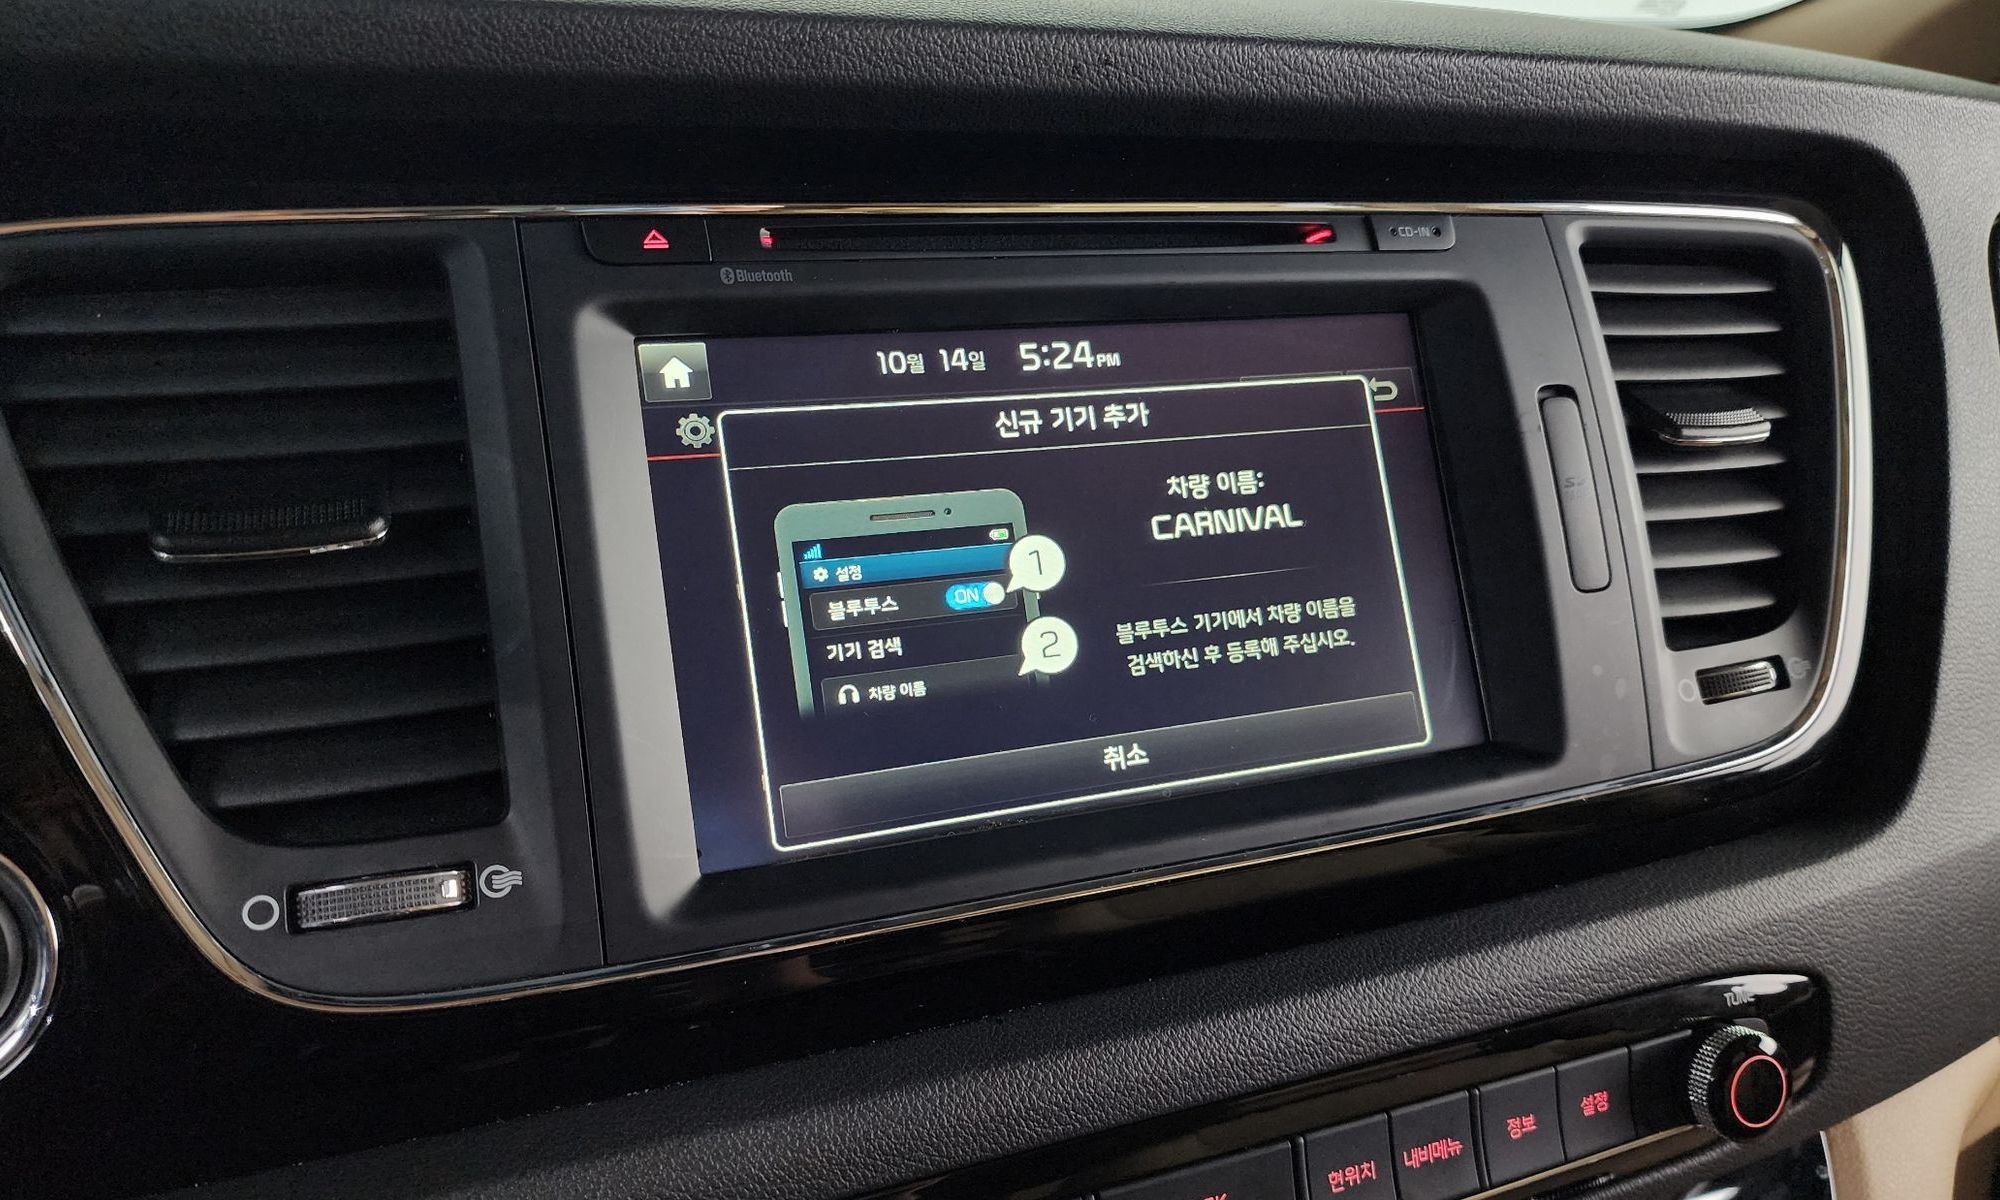 CD-IN
Bluetooth
10월 14일 5:24PM
신규 기기 추가
차량 이름:
CARNIVAL
설정
1
블루투스 ON
기기 검색
2
차량 이름
블루투스 기기에서 차량 이름을
검색하신 후 등록해 주십시오.
취소
SD
TUNE
현위치 내비메뉴 정보 설정